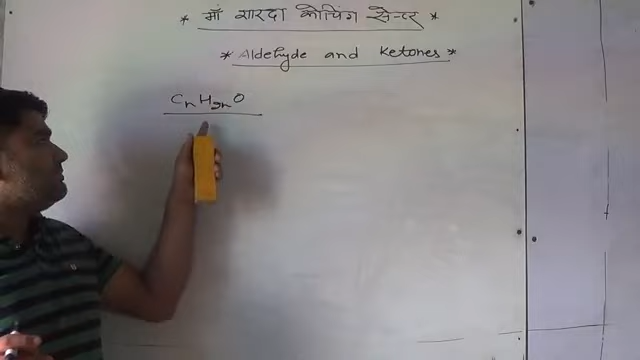 * माँ शारदा कोचिंग सेन्टर *
* Aldehyde and Ketones *
CnH2nO